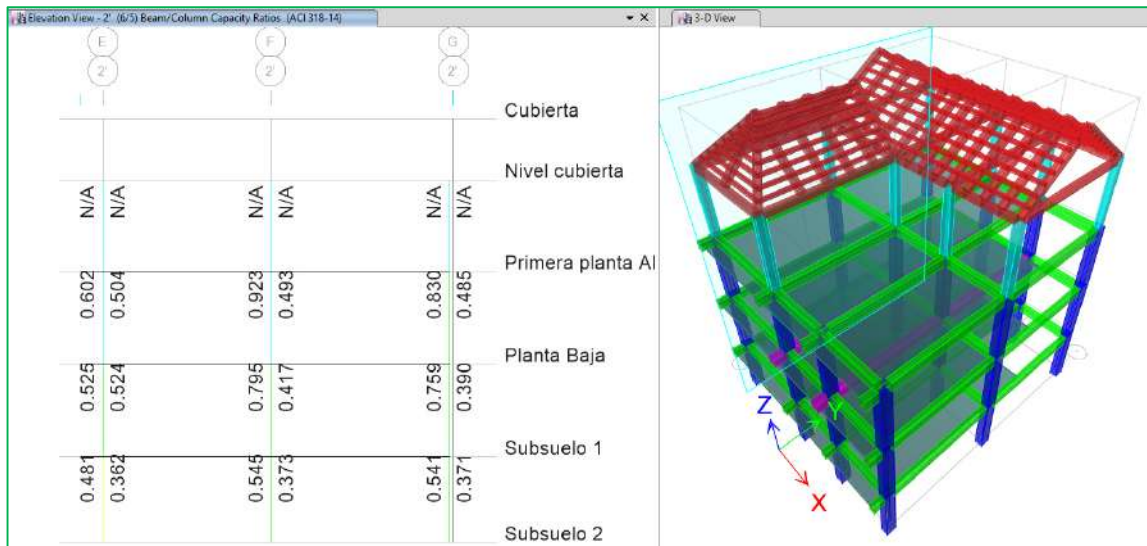 Elevation View - 2' (6/5) Beam/Column Capacity Ratios (ACI 318-14)
3-D View
E
F
G
2'
2'
2'
Cubierta
Nivel cubierta
N/A
N/A
N/A
N/A
N/A
N/A
Primera planta Al
0.602
0.504
0.923
0.493
0.830
0.485
Planta Baja
0.525
0.524
0.795
0.417
0.759
0.390
Subsuelo 1
0.481
0.362
0.545
0.373
0.541
0.371
Subsuelo 2
Z
Y
X